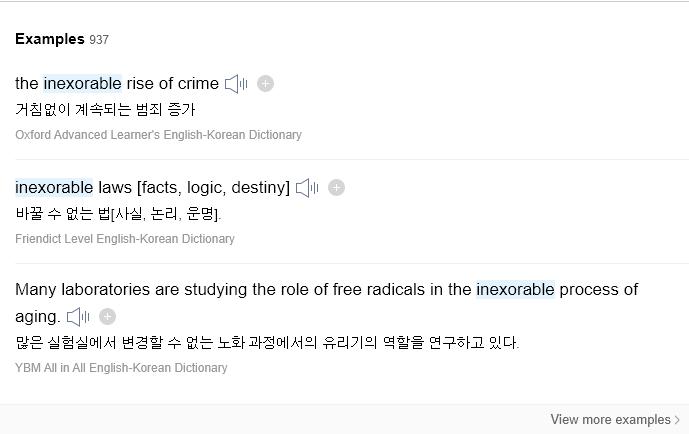 Examples 937
the inexorable rise of crime
거침없이 계속되는 범죄 증가
Oxford Advanced Learner's English-Korean Dictionary
inexorable laws [facts, logic, destiny]
바꿀 수 없는 법[사실, 논리, 운명].
Friendict Level English-Korean Dictionary
Many laboratories are studying the role of free radicals in the inexorable process of
aging.
많은 실험실에서 변경할 수 없는 노화 과정에서의 유리기의 역할을 연구하고 있다.
YBM All in All English-Korean Dictionary
View more examples